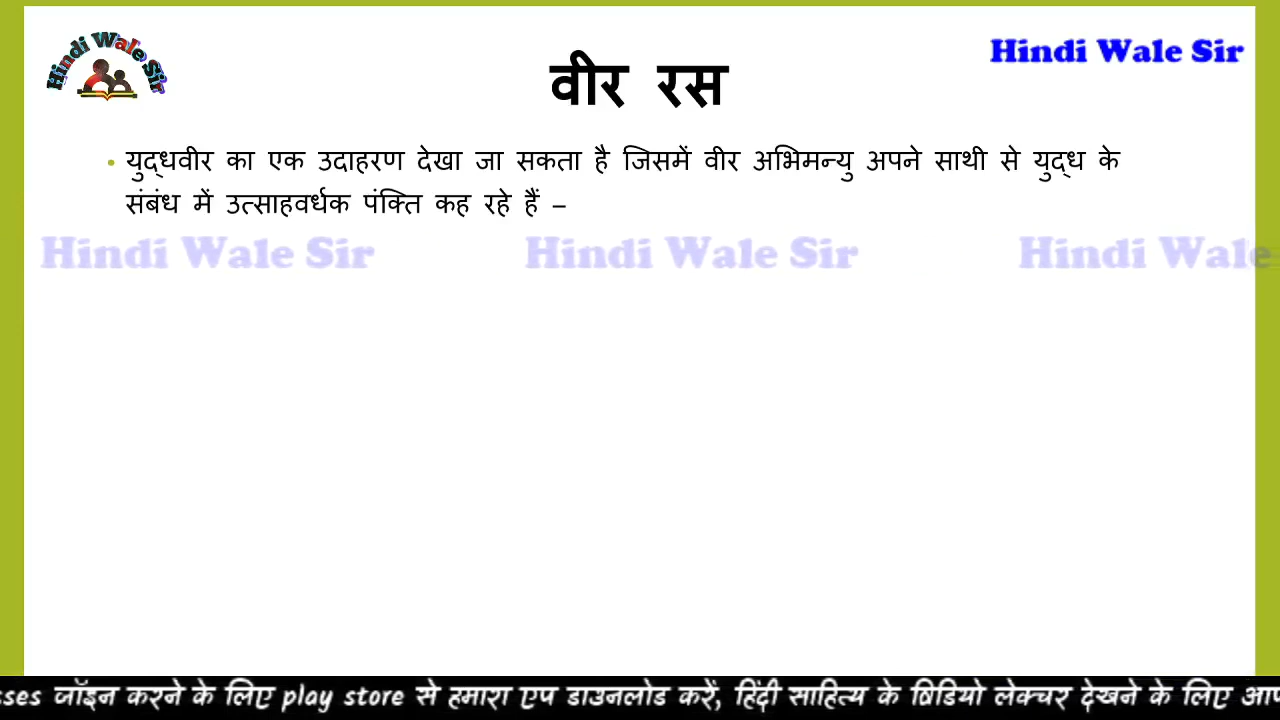 Hindi Wale Sir
Hindi Wale Sir
वीर रस
• युद्धवीर का एक उदाहरण देखा जा सकता है जिसमें वीर अभिमन्यु अपने साथी से युद्ध के
संबंध में उत्साहवर्धक पंक्ति कह रहे हैं –
Hindi Wale Sir Hindi Wale Sir Hindi Wale
sses जॉइन करने के लिए play store से हमारा एप डाउनलोड करें, हिंदी साहित्य के विडियो लेक्चर देखने के लिए आप